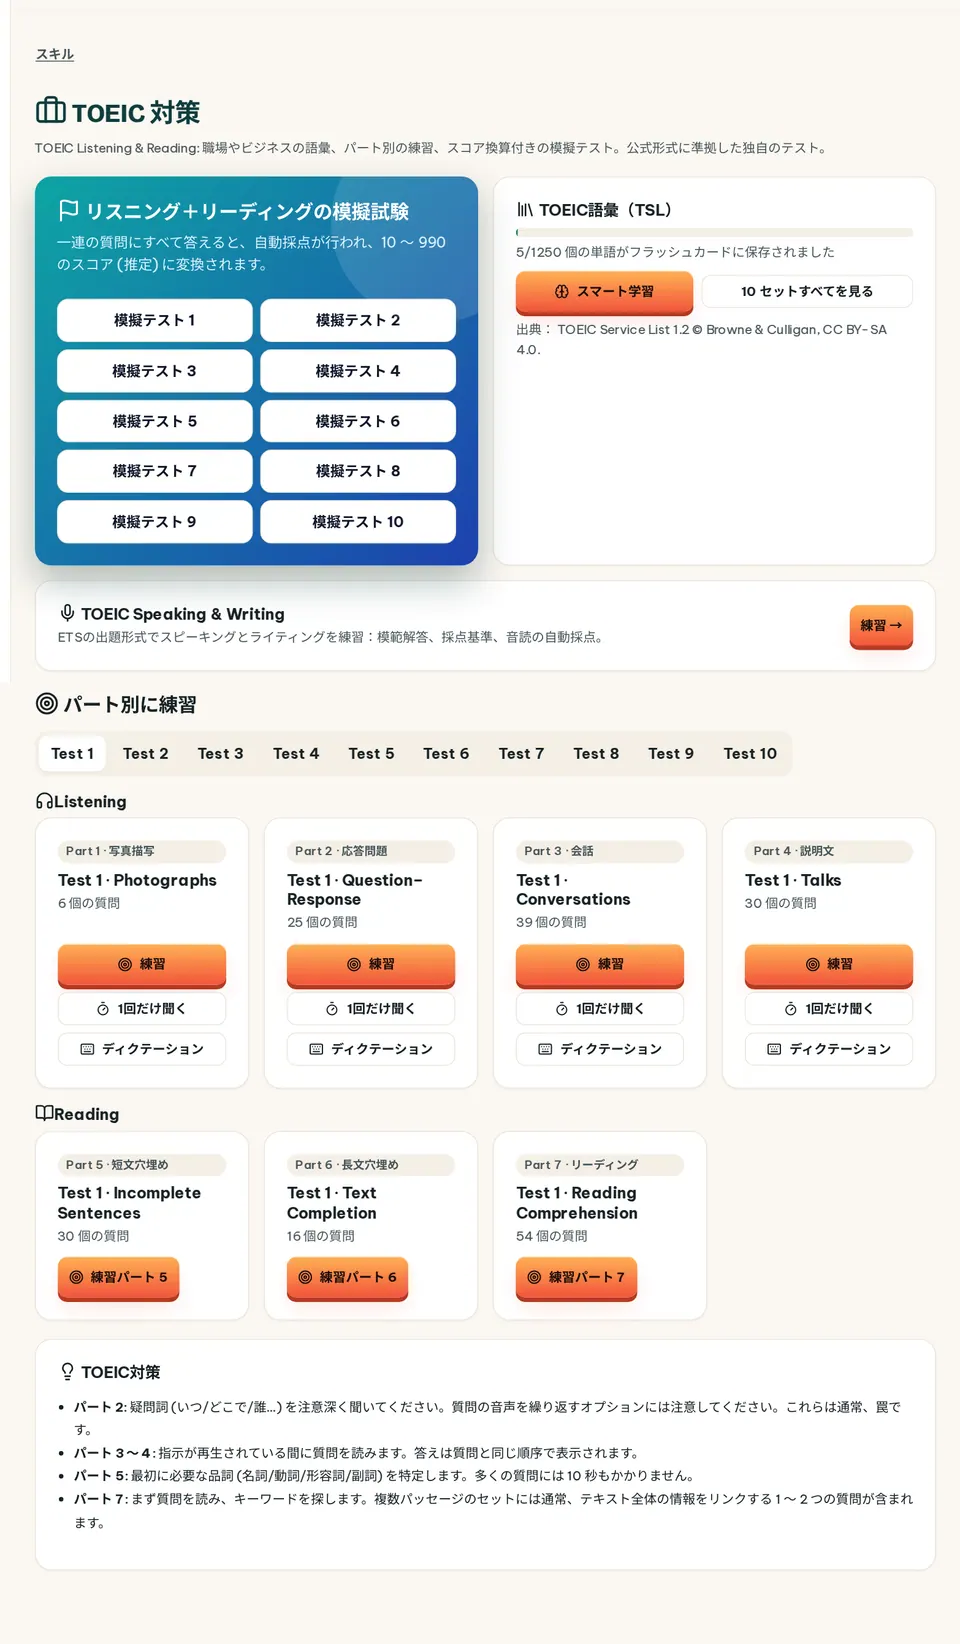 スキル
TOEIC 対策
TOEIC Listening & Reading: 職場やビジネスの語彙、パート別の練習、スコア換算付きの模擬テスト。公式形式に準拠した独自のテスト。
リスニング＋リーディングの模擬試験
一連の質問にすべて答えると、自動採点が行われ、10 ～ 990
のスコア (推定) に変換されます。
模擬テスト 1
模擬テスト 2
模擬テスト 3
模擬テスト 4
模擬テスト 5
模擬テスト 6
模擬テスト 7
模擬テスト 8
模擬テスト 9
模擬テスト 10
TOEIC語彙（TSL）
5/1250 個の単語がフラッシュカードに保存されました
スマート学習
10 セットすべてを見る
出典： TOEIC Service List 1.2 © Browne & Culligan, CC BY-SA
4.0.
TOEIC Speaking & Writing
ETSの出題形式でスピーキングとライティングを練習：模範解答、採点基準、音読の自動採点。
練習 →
パート別に練習
Test 1
Test 2
Test 3
Test 4
Test 5
Test 6
Test 7
Test 8
Test 9
Test 10
Listening
Part 1 · 写真描写
Test 1 · Photographs
6 個の質問
練習
1回だけ聞く
ディクテーション
Part 2 · 応答問題
Test 1 · Question–
Response
25 個の質問
練習
1回だけ聞く
ディクテーション
Part 3 · 会話
Test 1 ·
Conversations
39 個の質問
練習
1回だけ聞く
ディクテーション
Part 4 · 説明文
Test 1 · Talks
30 個の質問
練習
1回だけ聞く
ディクテーション
Reading
Part 5 · 短文穴埋め
Test 1 · Incomplete
Sentences
30 個の質問
練習パート 5
Part 6 · 長文穴埋め
Test 1 · Text
Completion
16 個の質問
練習パート 6
Part 7 · リーディング
Test 1 · Reading
Comprehension
54 個の質問
練習パート 7
TOEIC対策
• パート 2: 疑問詞 (いつ/どこで/誰...) を注意深く聞いてください。質問の音声を繰り返すオプションには注意してください。これらは通常、罠で
す。
• パート 3 ～ 4: 指示が再生されている間に質問を読みます。答えは質問と同じ順序で表示されます。
• パート 5: 最初に必要な品詞 (名詞/動詞/形容詞/副詞) を特定します。多くの質問には 10 秒もかかりません。
• パート 7: まず質問を読み、キーワードを探します。複数パッセージのセットには通常、テキスト全体の情報をリンクする 1 ～ 2 つの質問が含まれ
ます。